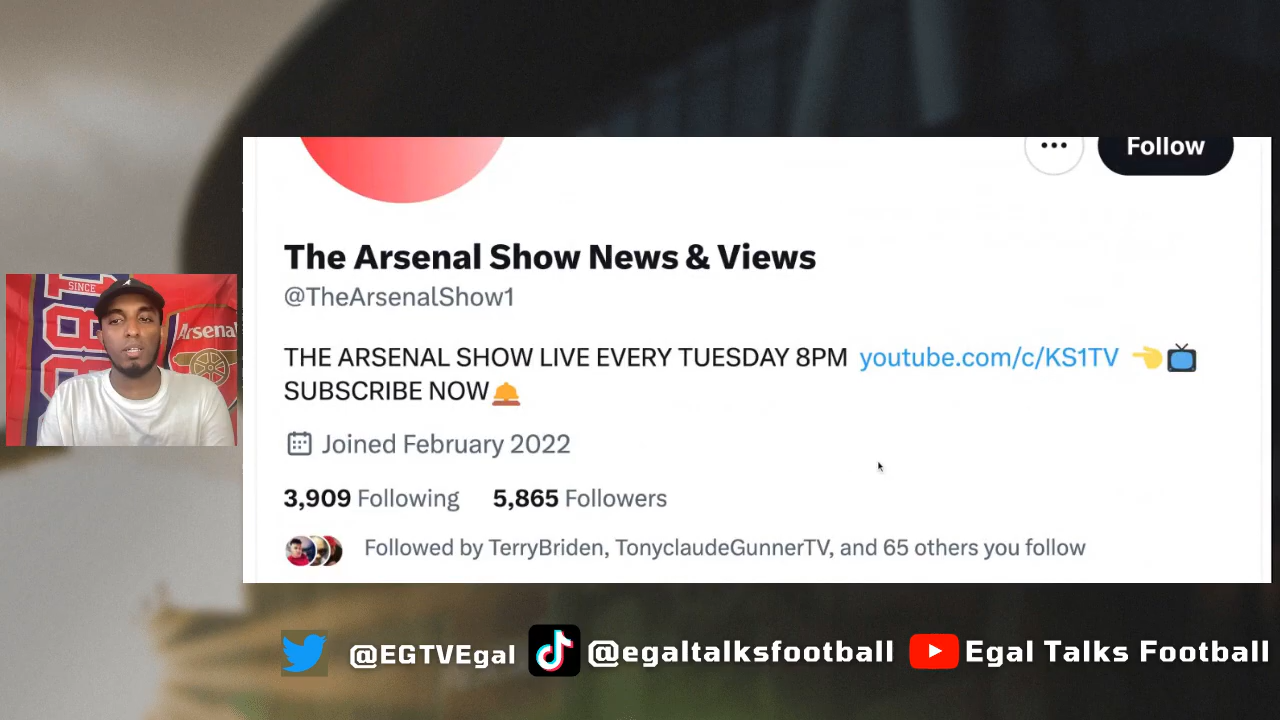 Follow
The Arsenal Show News & Views
@TheArsenalShow1
THE ARSENAL SHOW LIVE EVERY TUESDAY 8PM youtube.com/c/KS1TV
SUBSCRIBE NOW
Joined February 2022
3,909 Following 5,865 Followers
Followed by TerryBriden, TonyclaudeGunnerTV, and 65 others you follow
SINCE
Arsenal
@EGTVEgal @egaltalksfootball Egal Talks Football